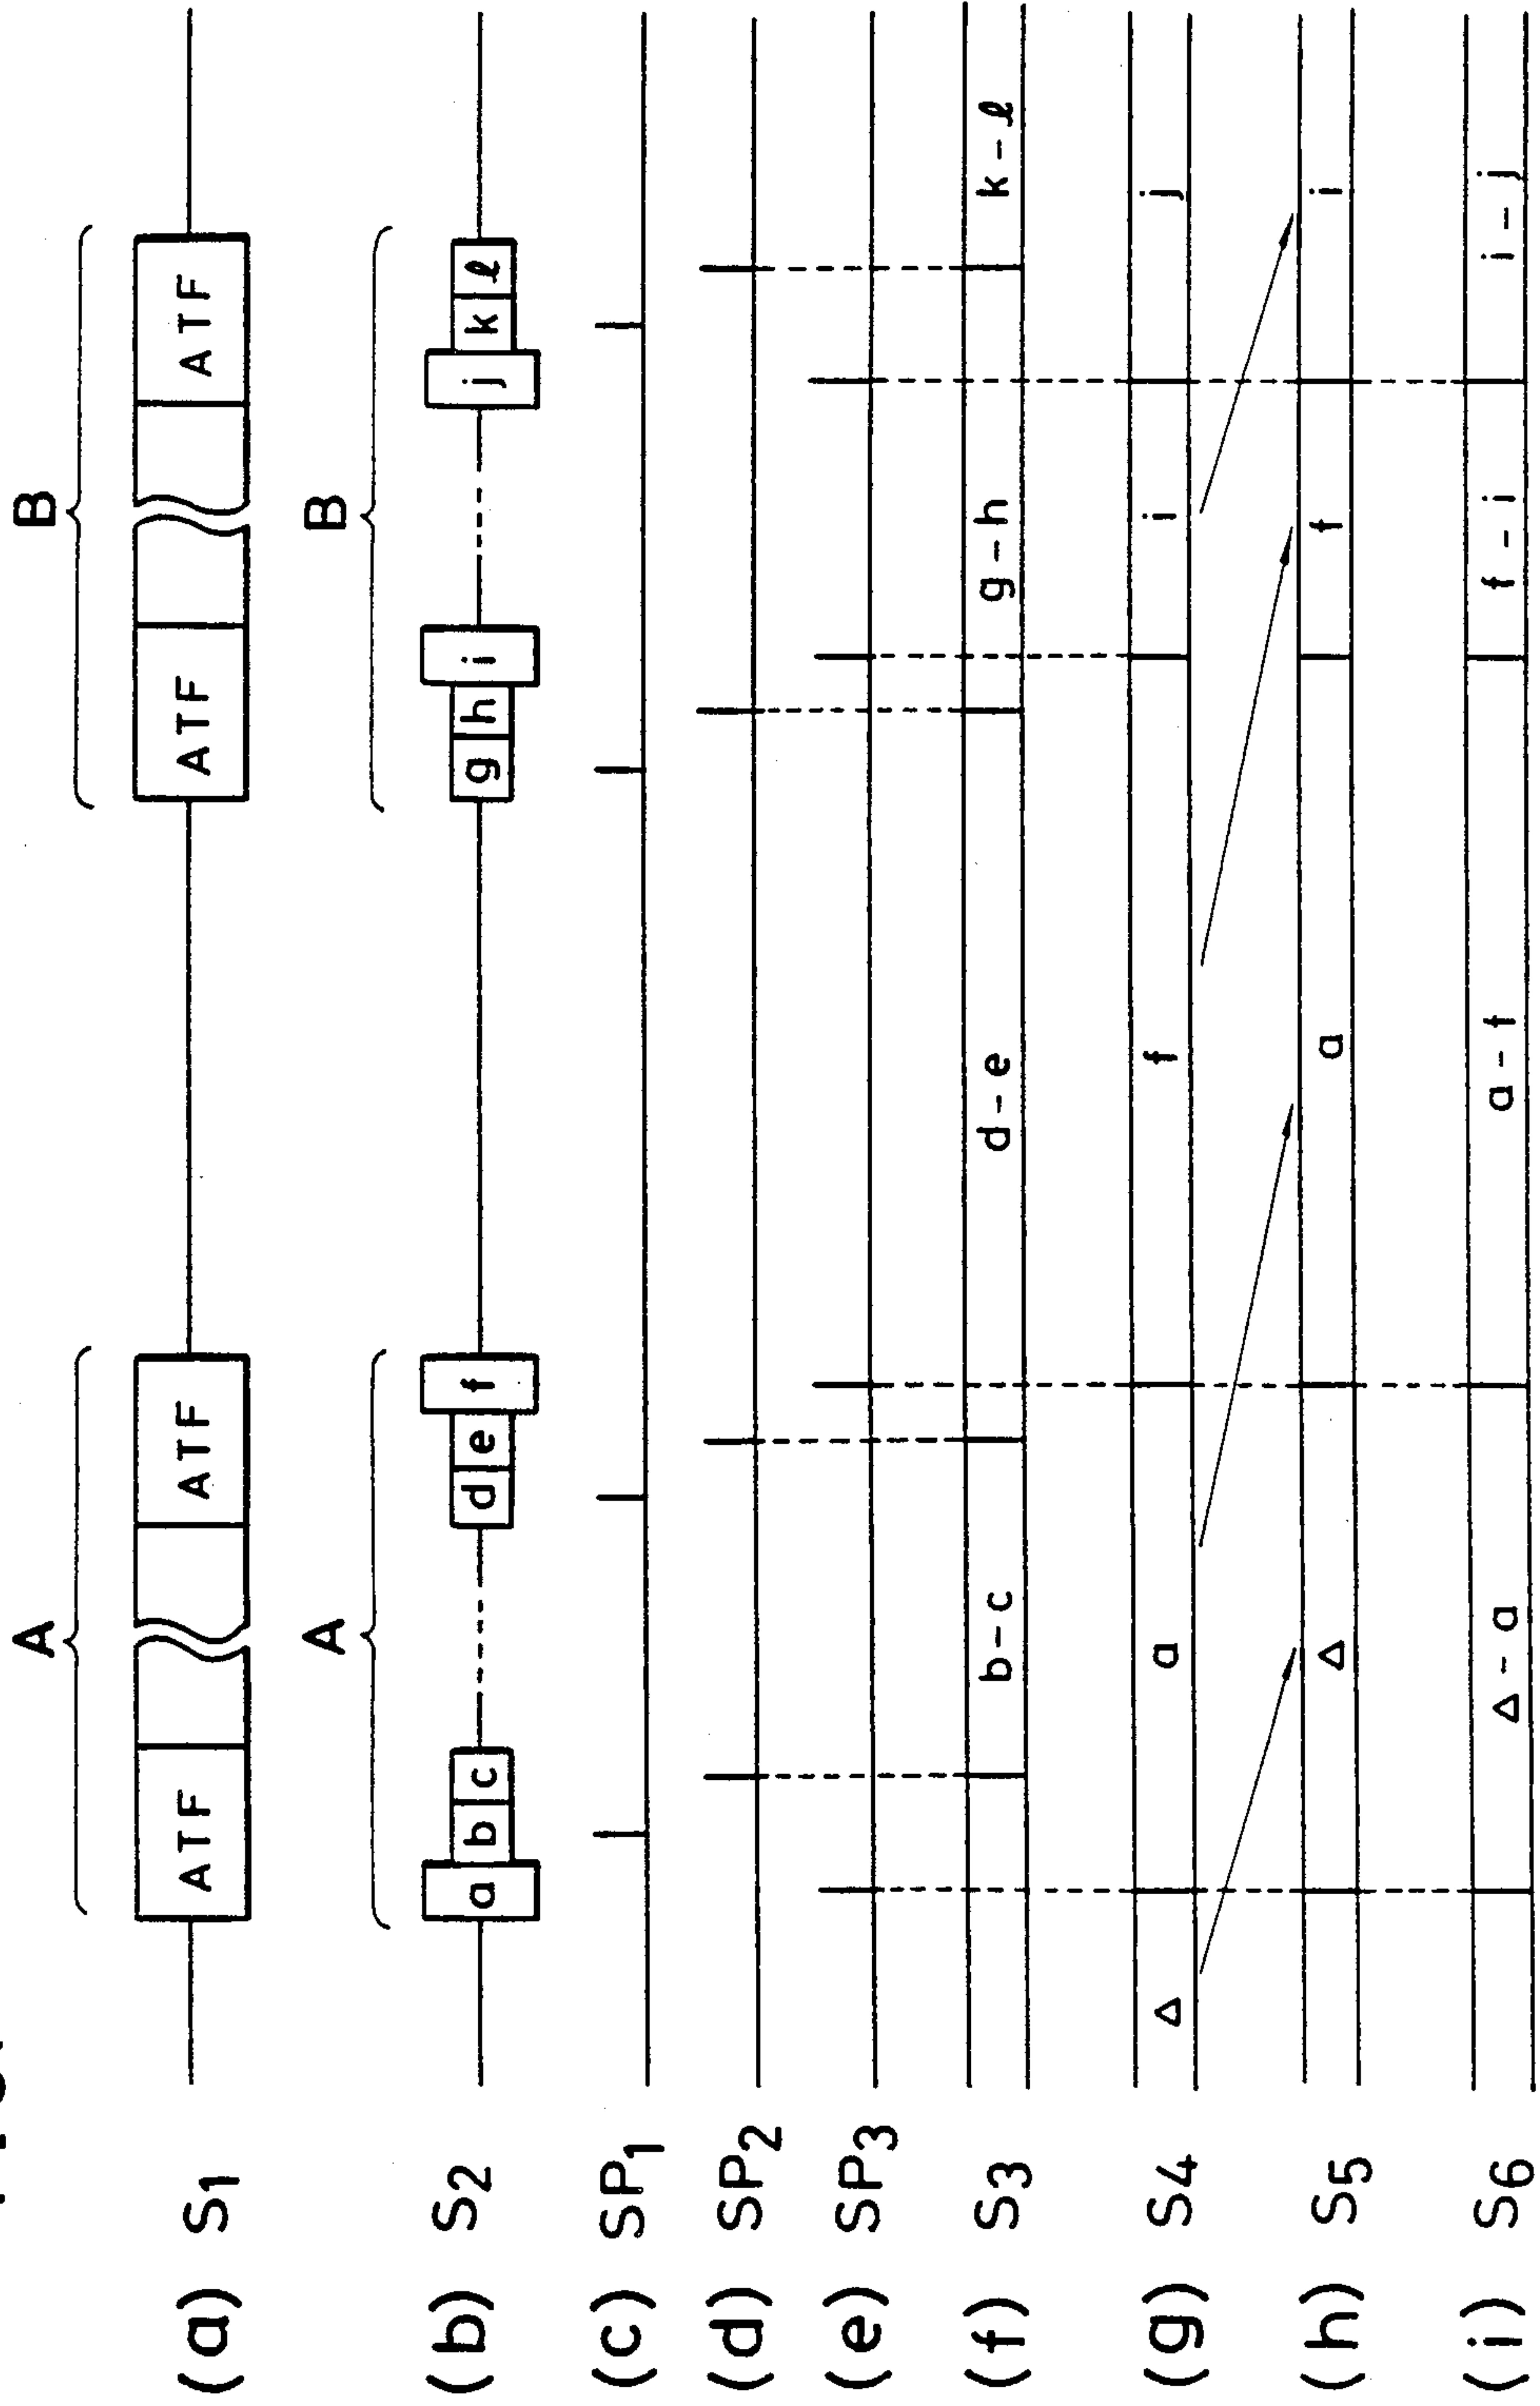 A B
(a) S1 ATF ATF ATF ATF
A B
(b) S2 a b c d e f g h i j k ℓ
(c) SP1
(d) SP2
(e) SP3
(f) S3 b-c d-e g-h k-ℓ
(g) S4 Δ a f i j
(h) S5 Δ a f i
(i) S6 Δ-a a-f f-i i-j